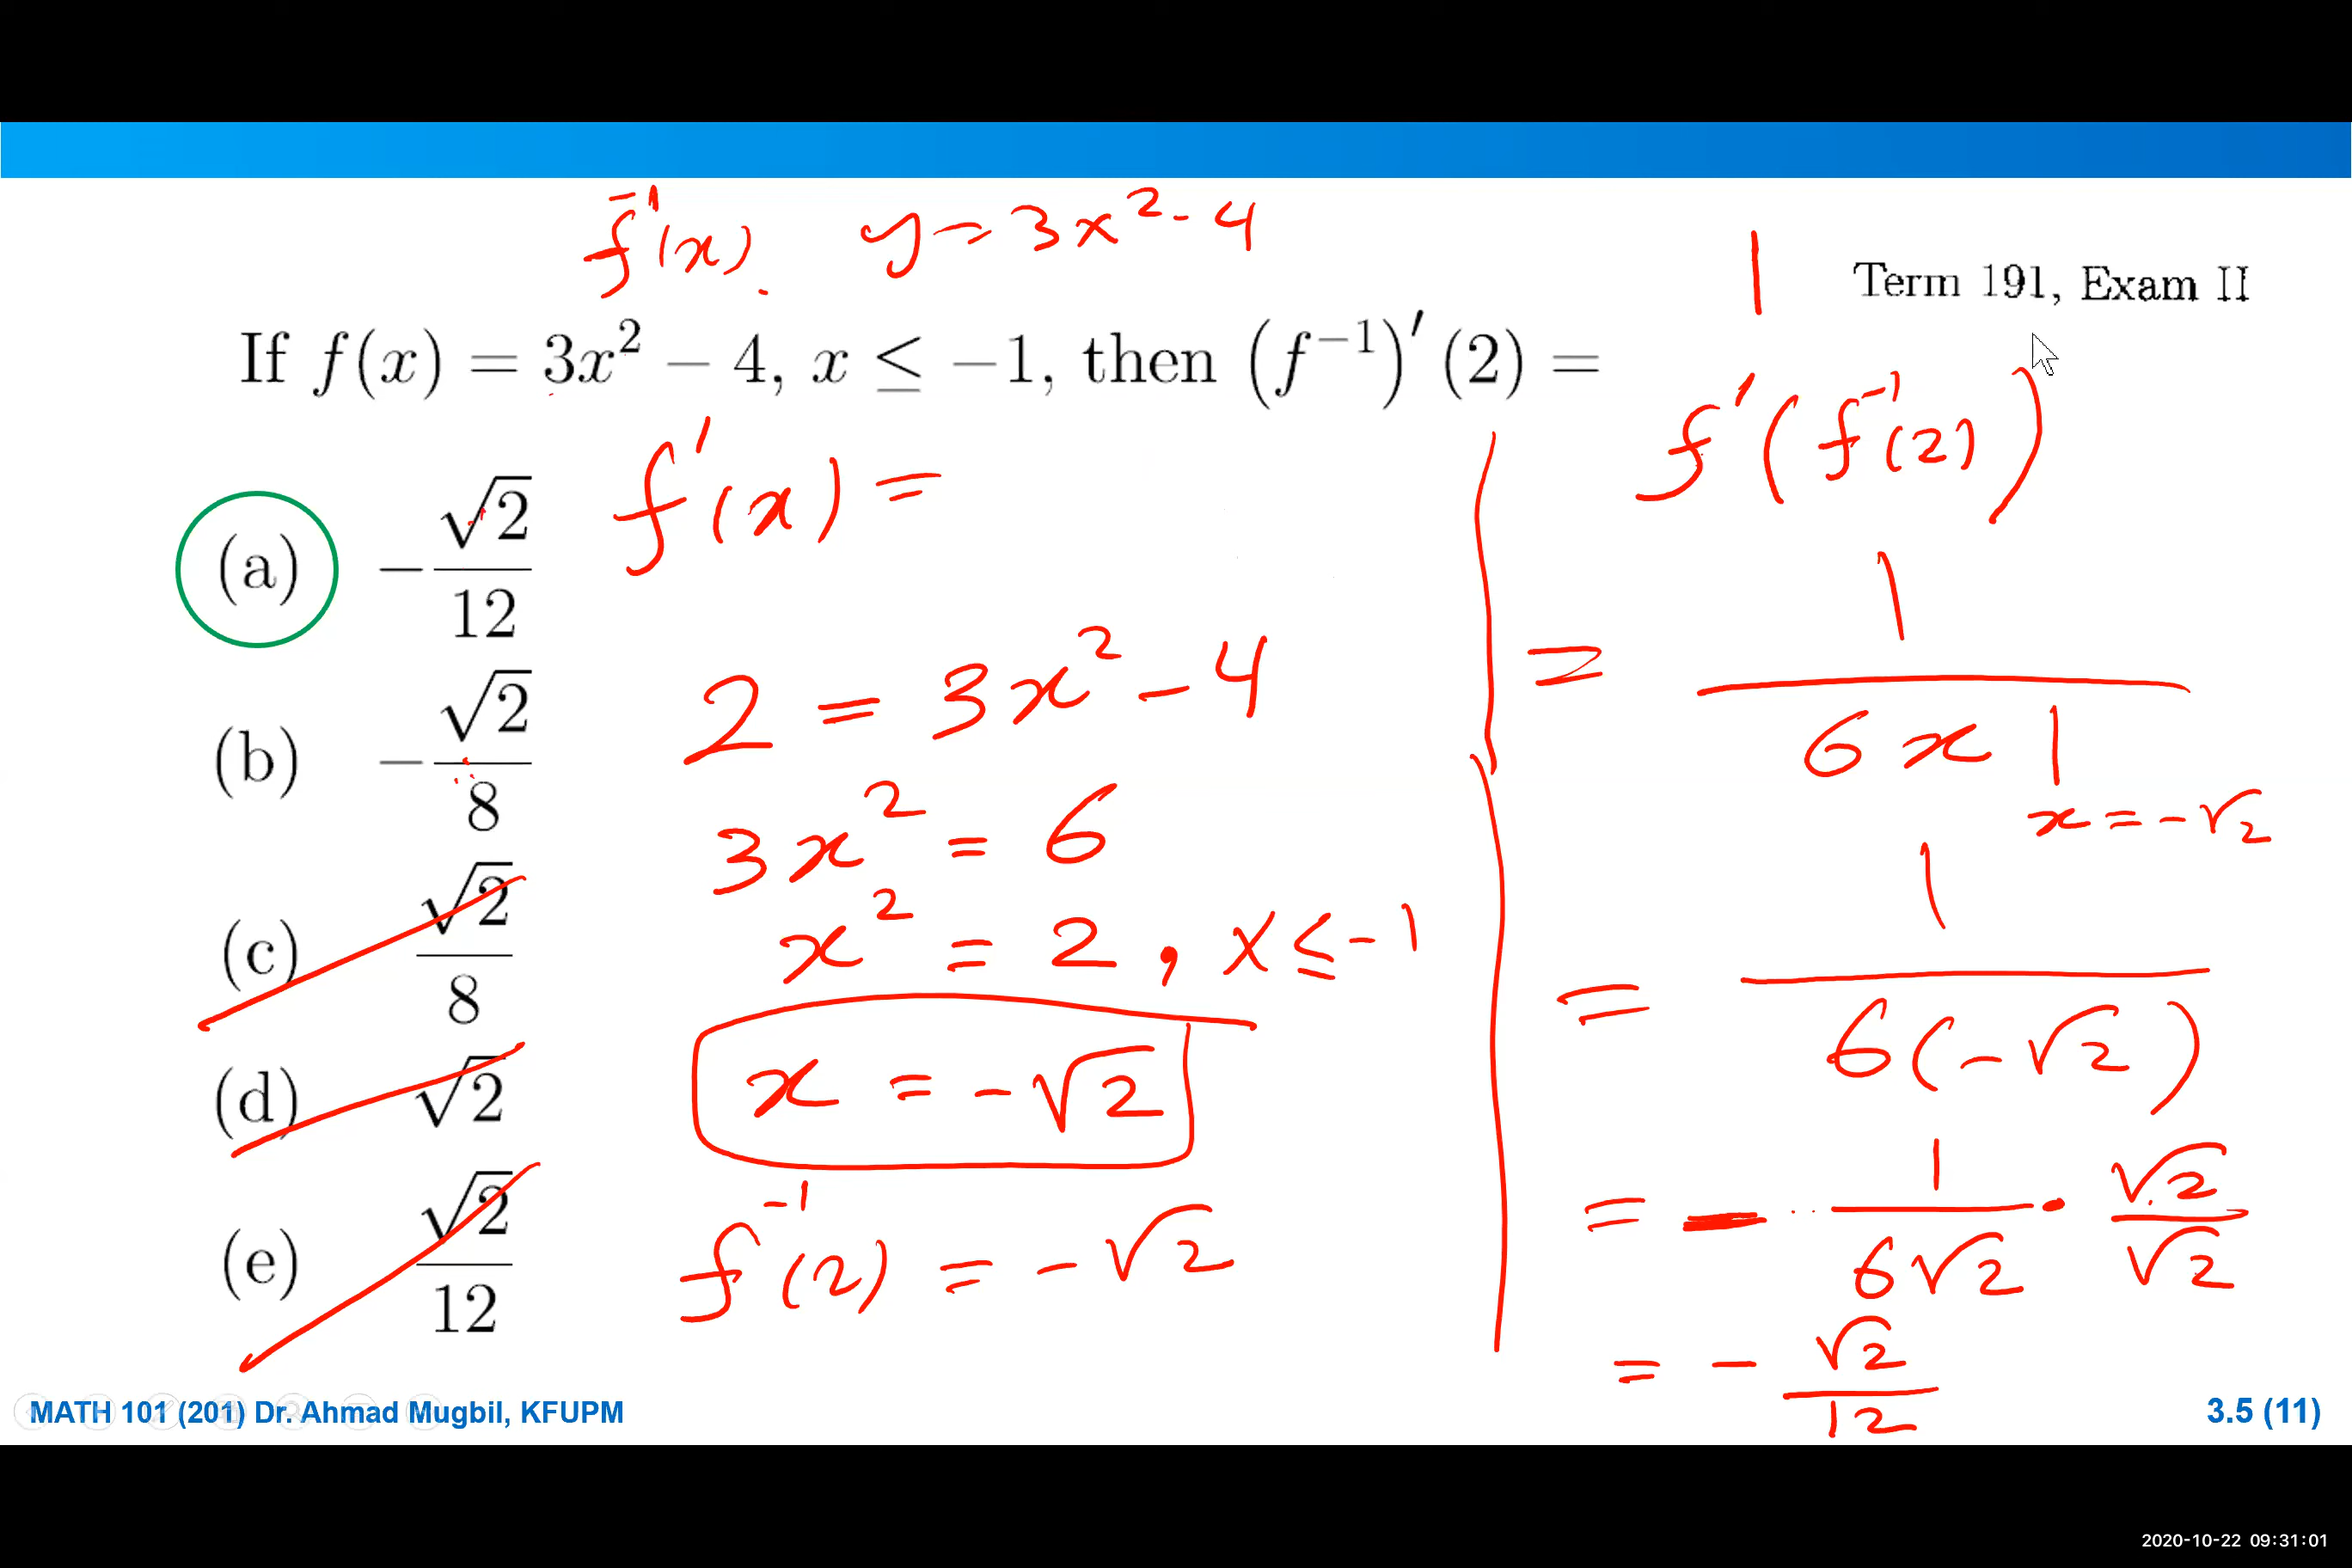 f⁻¹(x) y = 3x² - 4
1
Term 191, Exam II
If f(x) = 3x² − 4, x ≤ −1, then (f⁻¹)′(2) =
f′(f⁻¹(2))
(a) −√2/12
(b) −√2/8
(c) √2/8
(d) √2
(e) √2/12
f′(x) =
2 = 3x² - 4
3x² = 6
x² = 2, x ≤ -1
x = -√2
f⁻¹(2) = -√2
= 1/6x | x = -√2
= 1/6(-√2)
= - 1/6√2 · √2/√2
= - √2/12
MATH 101 (201) Dr. Ahmad Mugbil, KFUPM
3.5 (11)
2020-10-22 09:31:01